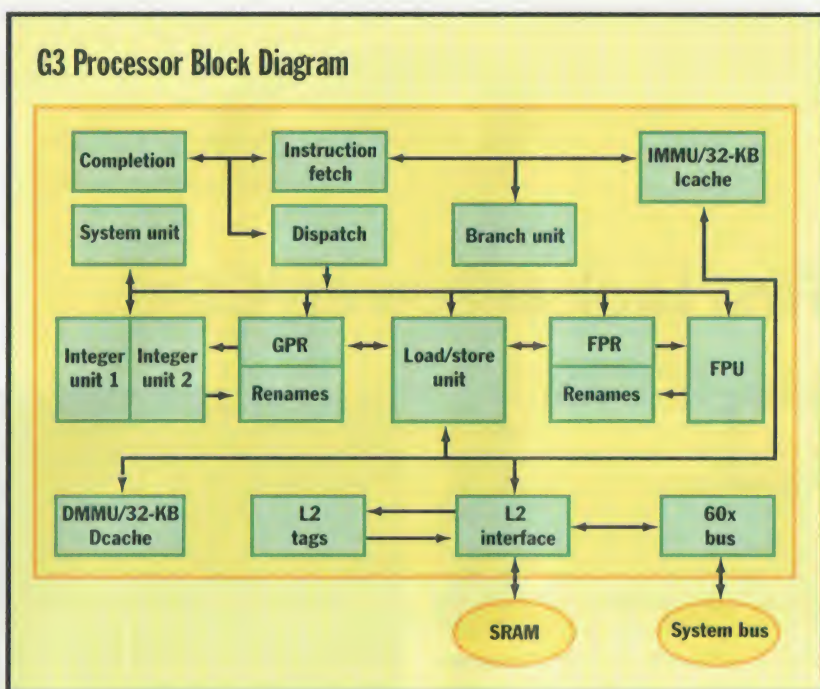 G3 Processor Block Diagram
Completion
Instruction
fetch
IMMU/32-KB
Icache
System unit
Dispatch
Branch unit
Integer
unit 1
Integer
unit 2
GPR
Renames
Load/store
unit
FPR
Renames
FPU
DMMU/32-KB
Dcache
L2
tags
L2
interface
60x
bus
SRAM
System bus